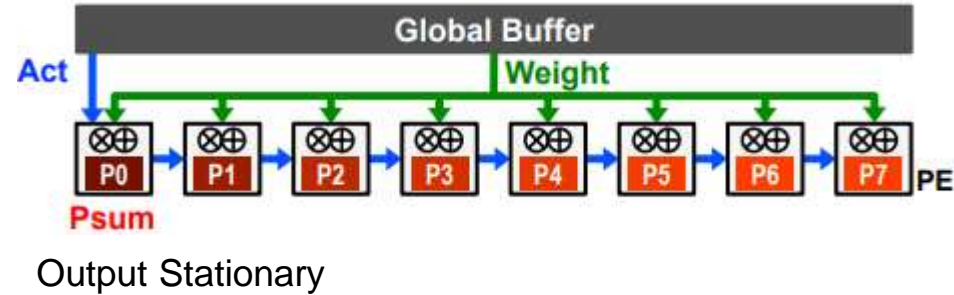 Global Buffer
Act
Weight
P0 P1 P2 P3 P4 P5 P6 P7 PE
Psum
Output Stationary